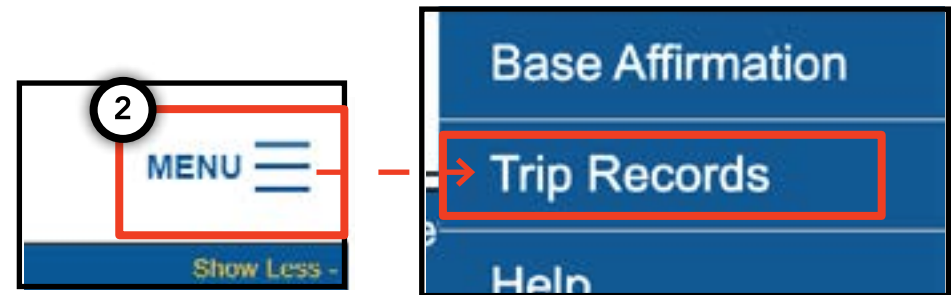 2
MENU
Show Less -
Base Affirmation
Trip Records
Help